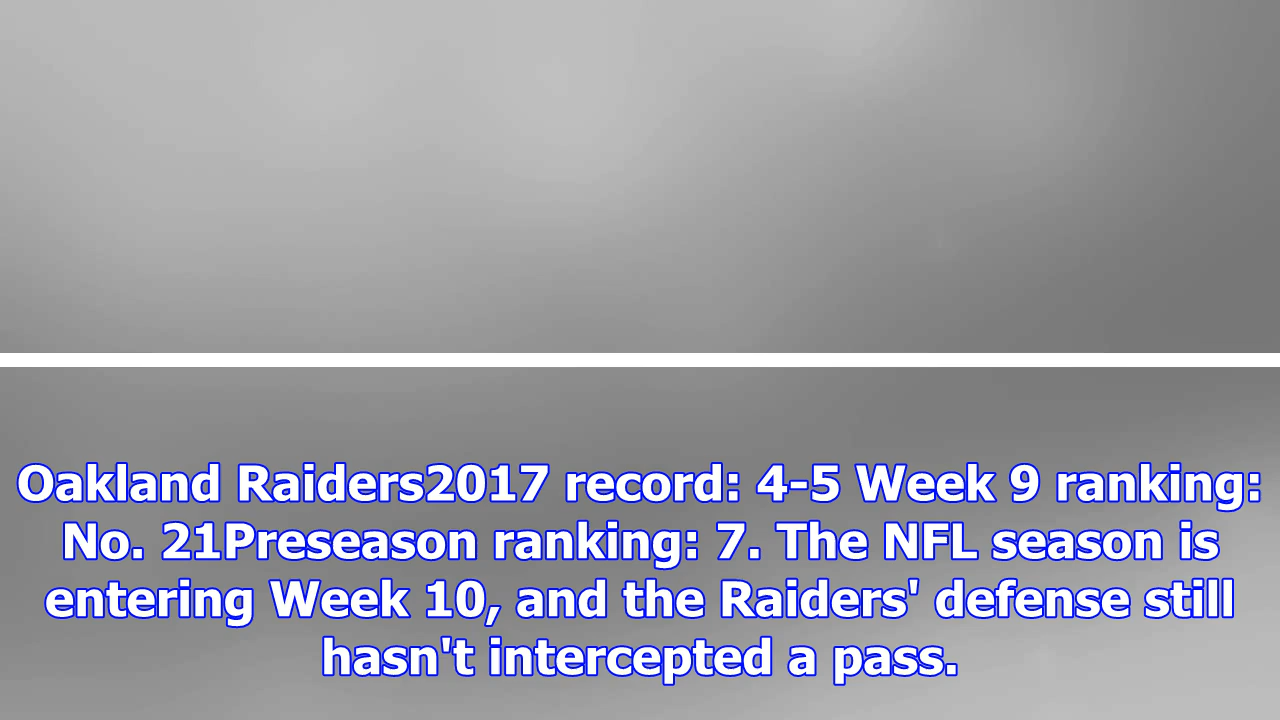 Oakland Raiders2017 record: 4-5 Week 9 ranking:
No. 21Preseason ranking: 7. The NFL season is
entering Week 10, and the Raiders' defense still
hasn't intercepted a pass.